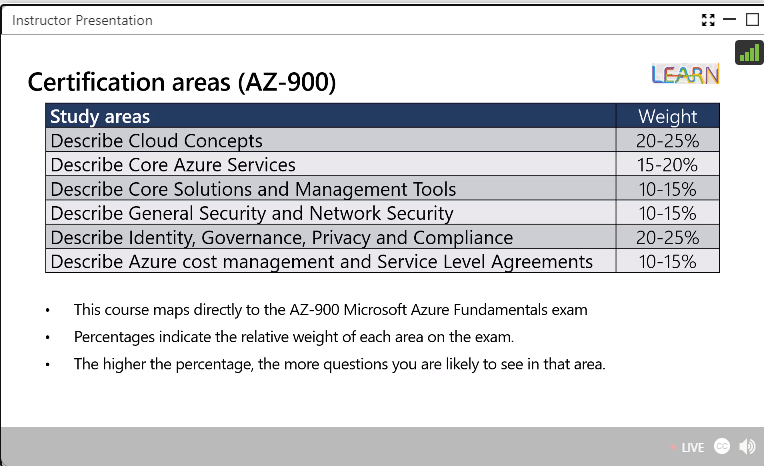 Instructor Presentation
Certification areas (AZ-900)
LEARN
Study areas Weight
Describe Cloud Concepts 20-25%
Describe Core Azure Services 15-20%
Describe Core Solutions and Management Tools 10-15%
Describe General Security and Network Security 10-15%
Describe Identity, Governance, Privacy and Compliance 20-25%
Describe Azure cost management and Service Level Agreements 10-15%
• This course maps directly to the AZ-900 Microsoft Azure Fundamentals exam
• Percentages indicate the relative weight of each area on the exam.
• The higher the percentage, the more questions you are likely to see in that area.
LIVE CC